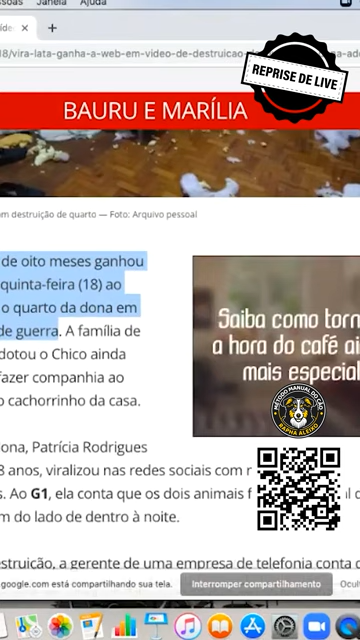 Janela Ajuda
18/vira-lata-ganha-a-web-em-video-de-destruicao
REPRISE DE LIVE
BAURU E MARÍLIA
destruição de quarto — Foto: Arquivo pessoal
de oito meses ganhou
quinta-feira (18) ao
o quarto da dona em
de guerra. A família de
dotou o Chico ainda
fazer companhia ao
o cachorrinho da casa.
Saiba como torn
a hora do café ai
mais especial
MÉTODO MANUAL DO CÃO
RAPHA ALEIXO
ona, Patrícia Rodrigues
8 anos, viralizou nas redes sociais com r
s. Ao G1, ela conta que os dois animais f
m do lado de dentro à noite.
struição, a gerente de uma empresa de telefonia conta
google.com está compartilhando sua tela.
Interromper compartilhamento
Ocult